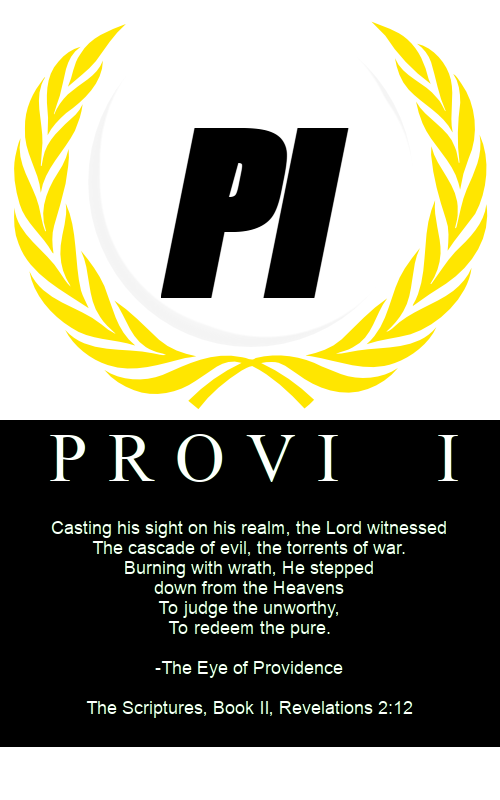 PI
PROVI I
Casting his sight on his realm, the Lord witnessed
The cascade of evil, the torrents of war.
Burning with wrath, He stepped
down from the Heavens
To judge the unworthy,
To redeem the pure.
-The Eye of Providence
The Scriptures, Book II, Revelations 2:12